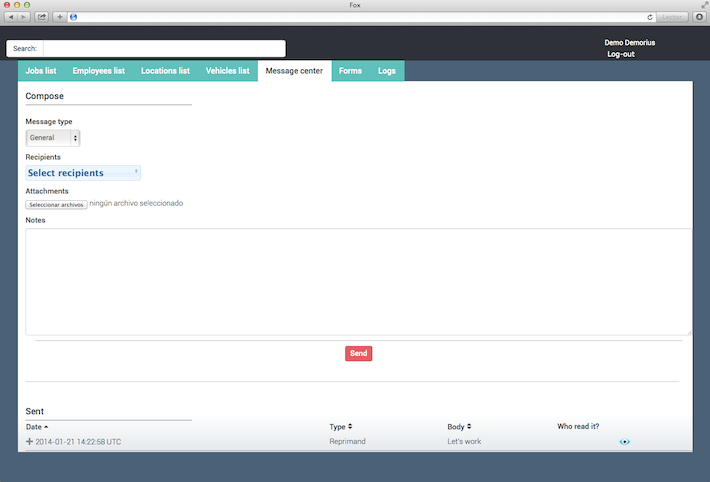 Fox
Lector
Search:
Demo Demorius
Log-out
Jobs list
Employees list
Locations list
Vehicles list
Message center
Forms
Logs
Compose
Message type
General
Recipients
Select recipients
Attachments
Seleccionar archivos ningún archivo seleccionado
Notes
Send
Sent
Date Type Body Who read it?
2014-01-21 14:22:58 UTC Reprimand Let's work